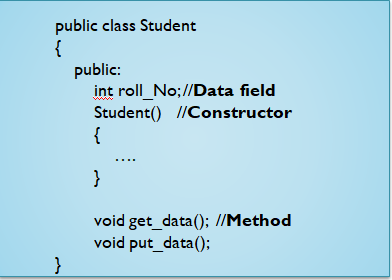 public class Student
{
public:
int roll_No;//Data field
Student() //Constructor
{
....
}
void get_data(); //Method
void put_data();
}